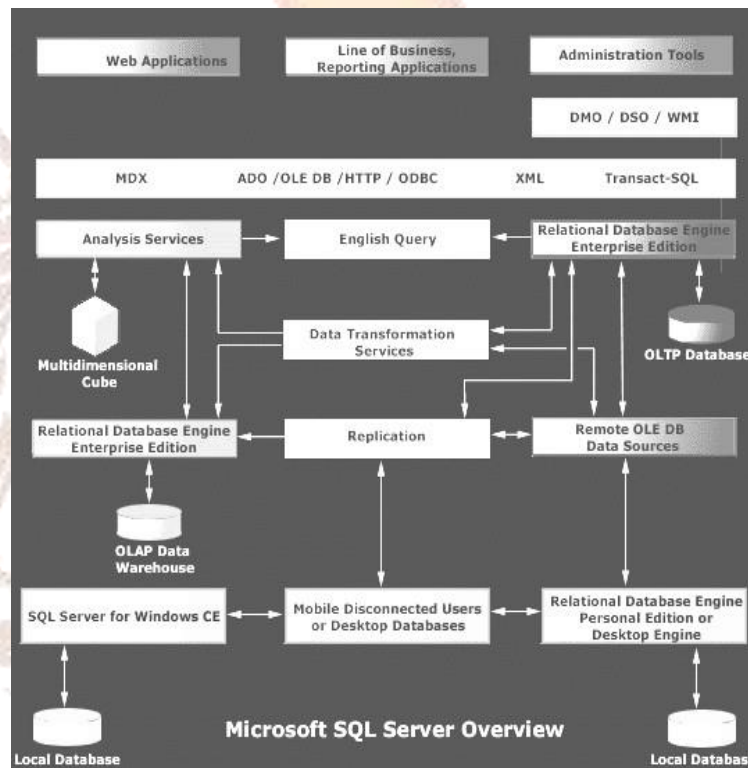 Web Applications
Line of Business,
Reporting Applications
Administration Tools
DMO / DSO / WMI
MDX ADO /OLE DB /HTTP / ODBC XML Transact-SQL
Analysis Services
English Query
Relational Database Engine
Enterprise Edition
Data Transformation
Services
Multidimensional
Cube
OLTP Database
Relational Database Engine
Enterprise Edition
Replication
Remote OLE DB
Data Sources
OLAP Data
Warehouse
SQL Server for Windows CE
Mobile Disconnected Users
or Desktop Databases
Relational Database Engine
Personal Edition or
Desktop Engine
Microsoft SQL Server Overview
Local Database
Local Database